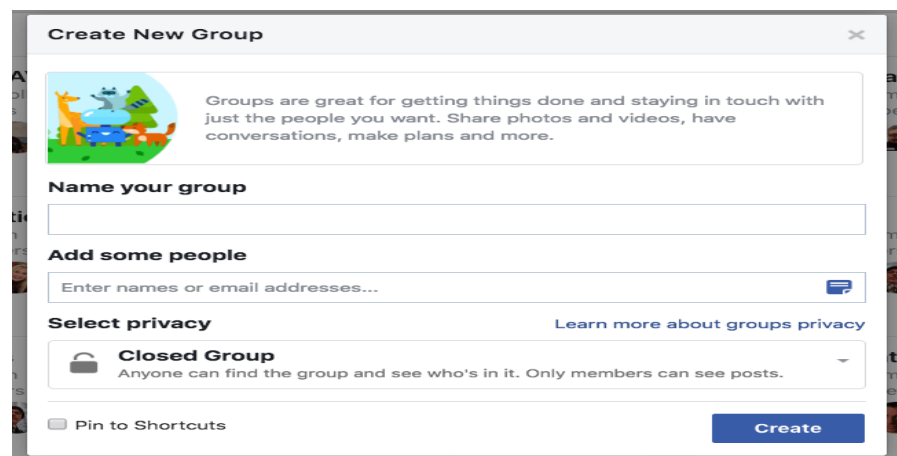 Create New Group
Groups are great for getting things done and staying in touch with
just the people you want. Share photos and videos, have
conversations, make plans and more.
Name your group
Add some people
Enter names or email addresses...
Select privacy
Learn more about groups privacy
Closed Group
Anyone can find the group and see who's in it. Only members can see posts.
Pin to Shortcuts
Create